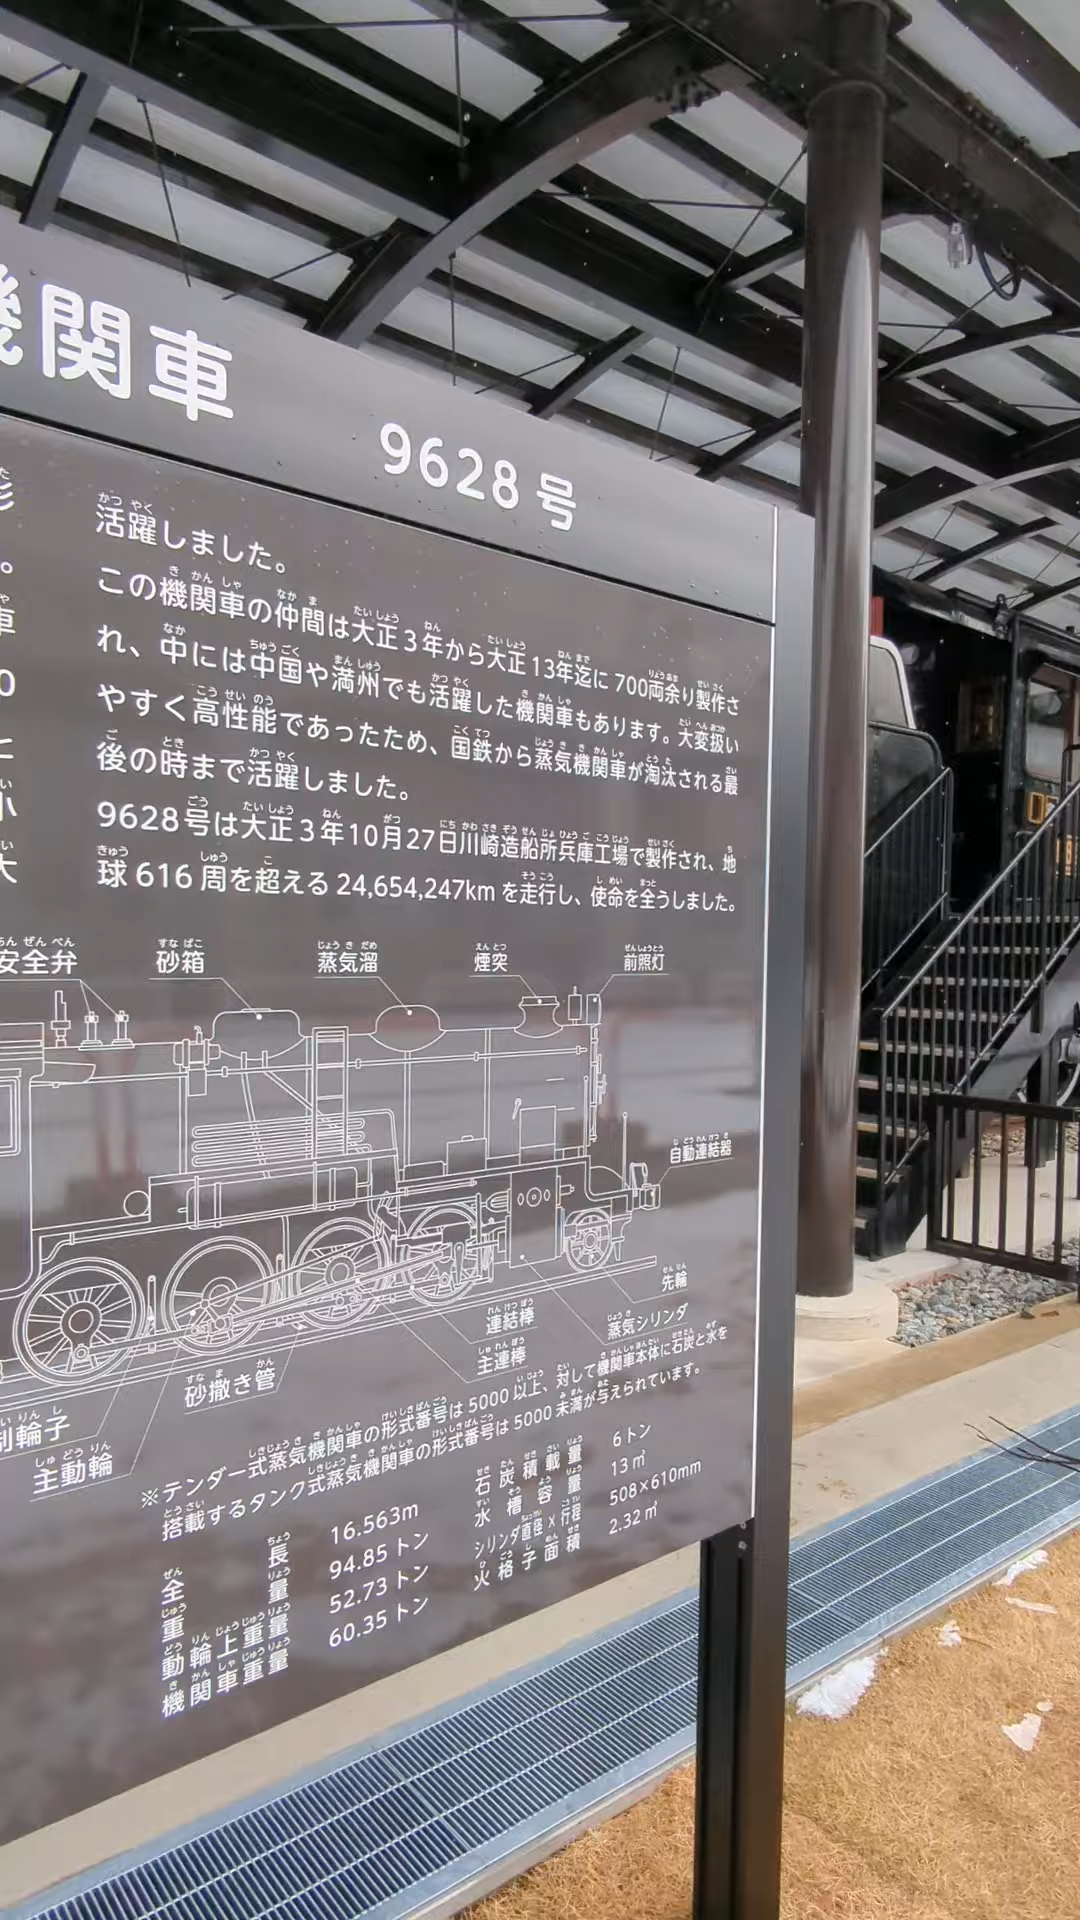 機関車 9628号
活躍しました。
この機関車の仲間は大正3年から大正13年迄に700両余り製作さ
れ、中には中国や満州でも活躍した機関車もあります。大変扱い
やすく高性能であったため、国鉄から蒸気機関車が淘汰される最
後の時まで活躍しました。
9628号は大正3年10月27日川崎造船所兵庫工場で製作され、地
球616周を超える24,654,247kmを走行し、使命を全うしました。
安全弁
砂箱
蒸気溜
煙突
前照灯
自動連結器
先輪
蒸気シリンダ
連結棒
主連棒
砂撒き管
制輪子
主動輪
※テンダー式蒸気機関車の形式番号は5000以上、対して機関車本体に石炭と水を
搭載するタンク式蒸気機関車の形式番号は5000未満が与えられています。
全長 16.563m
重量 94.85トン
動輪上重量 52.73トン
機関車重量 60.35トン
石炭積載量 6トン
水槽容量 13㎥
シリンダ直径×行程 508×610mm
火格子面積 2.32㎡